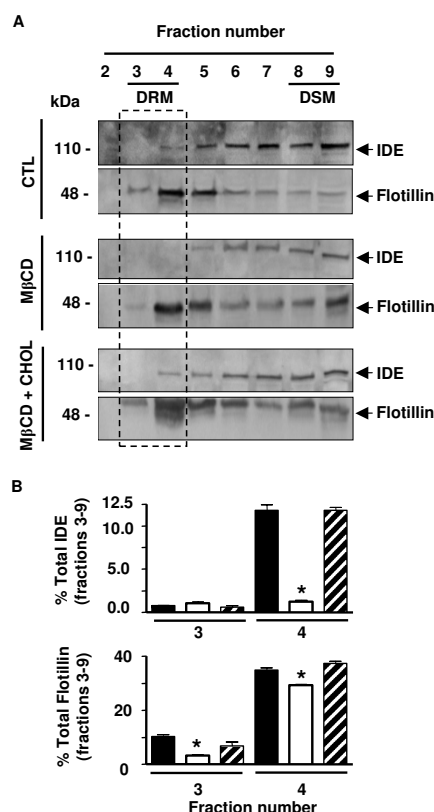 A
Fraction number
2 3 4 5 6 7 8 9
kDa DRM DSM
CTL
110 - IDE
48 - Flotillin
MβCD
110 - IDE
48 - Flotillin
MβCD + CHOL
110 - IDE
48 - Flotillin
B
% Total IDE
(fractions 3-9)
12.5
10.0
5.0
2.5
0.0
*
3 4
% Total Flotillin
(fractions 3-9)
40
20
0
* *
3 4
Fraction number